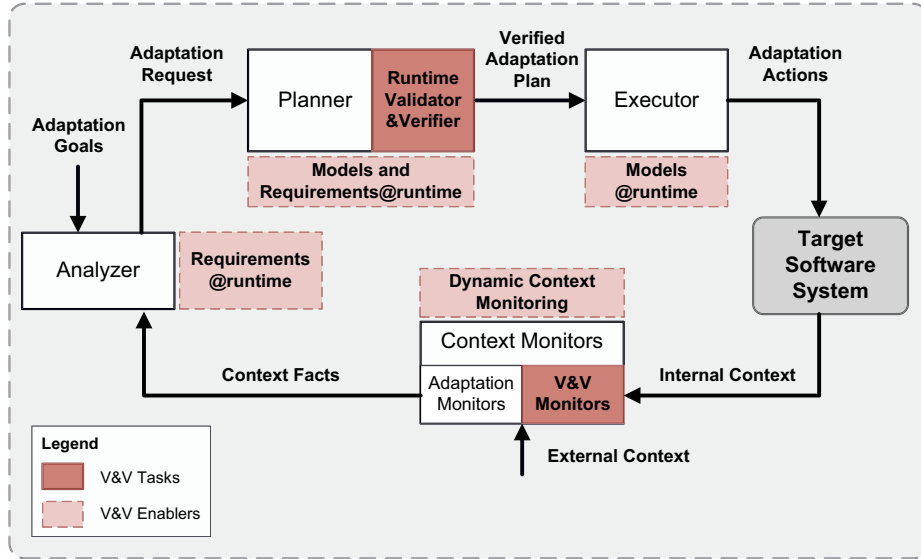 Adaptation
Request
Verified
Adaptation
Plan
Adaptation
Actions
Planner
Runtime
Validator
&Verifier
Executor
Adaptation
Goals
Models and
Requirements@runtime
Models
@runtime
Analyzer
Requirements
@runtime
Target
Software
System
Dynamic Context
Monitoring
Context Monitors
Context Facts
Adaptation
Monitors
V&V
Monitors
Internal Context
External Context
Legend
V&V Tasks
V&V Enablers